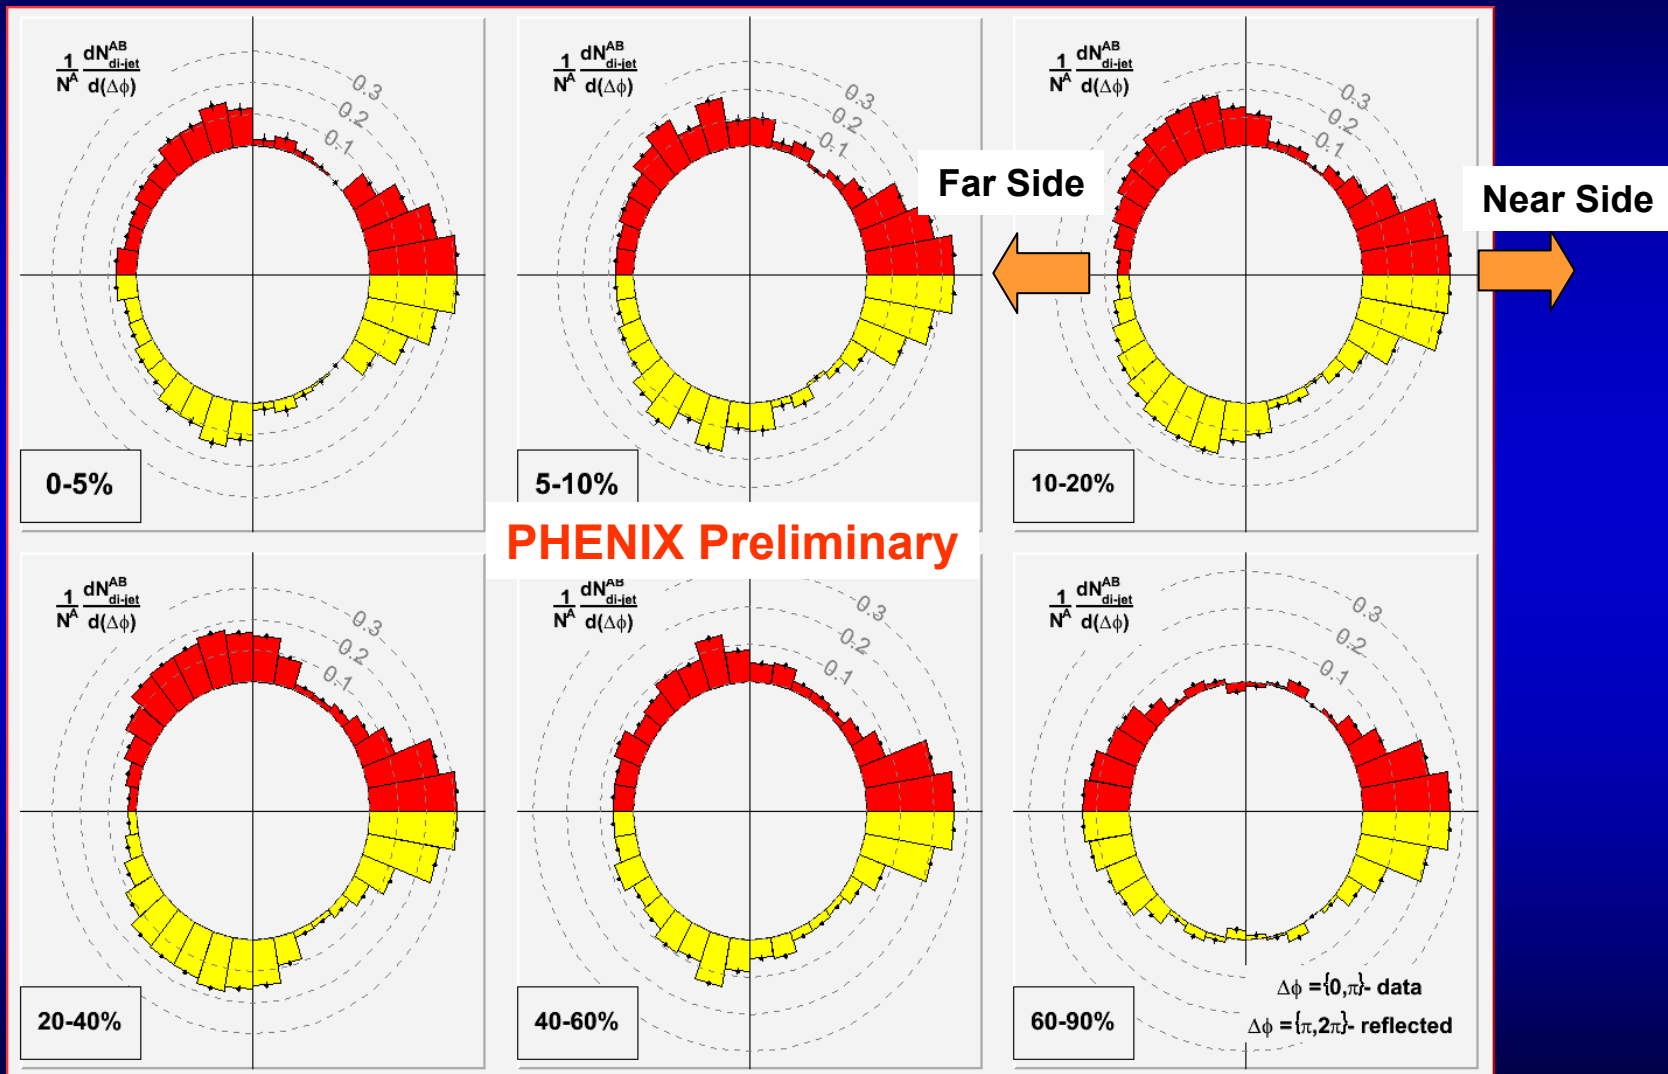 1/N^A dN^AB_di-jet/d(Δϕ)
0.3
0.2
0.1
0-5%
1/N^A dN^AB_di-jet/d(Δϕ)
0.3
0.2
0.1
5-10%
1/N^A dN^AB_di-jet/d(Δϕ)
0.3
0.2
0.1
10-20%
Far Side
Near Side
PHENIX Preliminary
1/N^A dN^AB_di-jet/d(Δϕ)
0.3
0.2
0.1
20-40%
1/N^A dN^AB_di-jet/d(Δϕ)
0.3
0.2
0.1
40-60%
1/N^A dN^AB_di-jet/d(Δϕ)
0.3
0.2
0.1
60-90%
Δϕ ={0,π}- data
Δϕ ={π,2π}- reflected